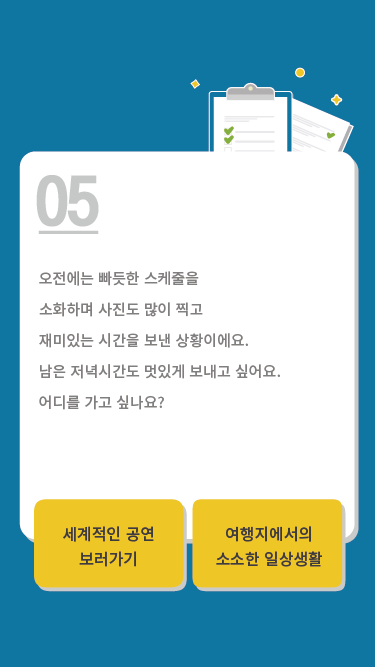 05
오전에는 빠듯한 스케줄을
소화하며 사진도 많이 찍고
재미있는 시간을 보낸 상황이에요.
남은 저녁시간도 멋있게 보내고 싶어요.
어디를 가고 싶나요?
세계적인 공연
보러가기
여행지에서의
소소한 일상생활